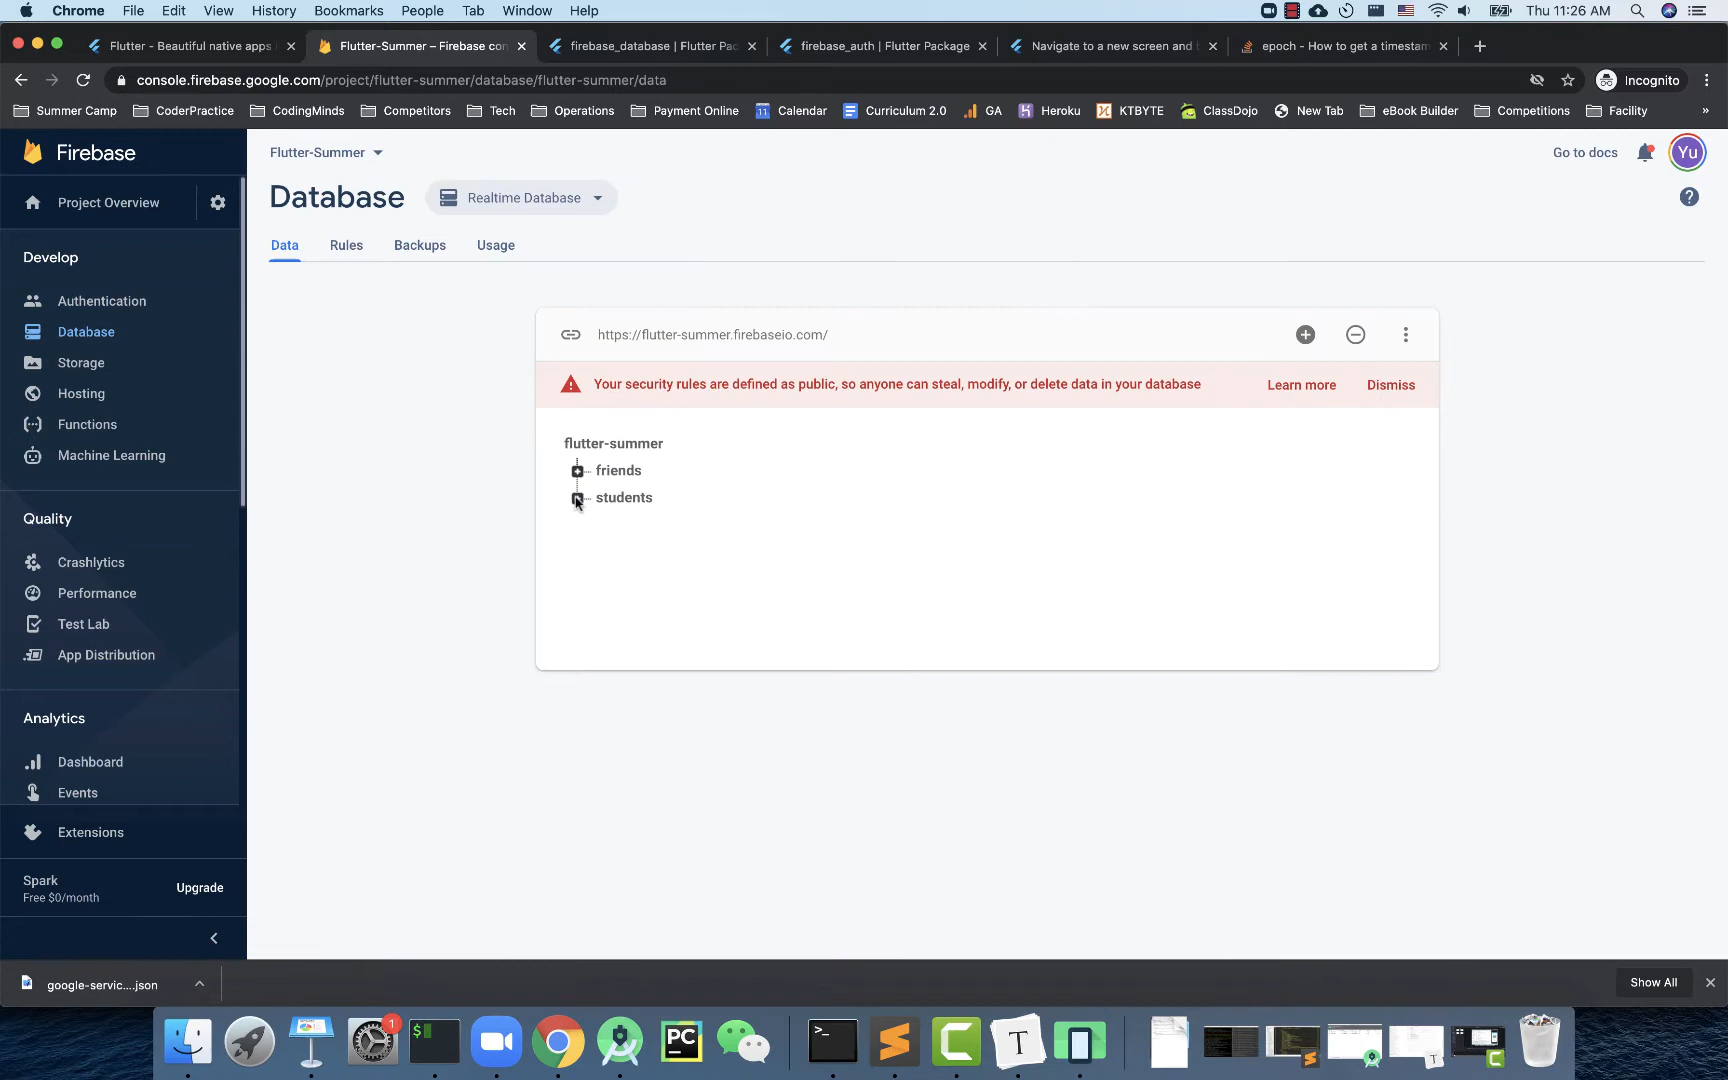 Chrome File Edit View History Bookmarks People Tab Window Help Thu 11:26 AM
Flutter - Beautiful native apps Flutter-Summer – Firebase con firebase_database | Flutter Pac firebase_auth | Flutter Package Navigate to a new screen and epoch - How to get a timestam
console.firebase.google.com/project/flutter-summer/database/flutter-summer/data Incognito
Summer Camp CoderPractice CodingMinds Competitors Tech Operations Payment Online 11 Calendar Curriculum 2.0 GA Heroku KTBYTE ClassDojo New Tab eBook Builder Competitions Facility »
Firebase
Flutter-Summer
Go to docs
Yu
Project Overview
Database
Realtime Database
Data Rules Backups Usage
Develop
Authentication
Database
Storage
Hosting
Functions
Machine Learning
Quality
Crashlytics
Performance
Test Lab
App Distribution
Analytics
Dashboard
Events
Extensions
Spark
Free $0/month
Upgrade
https://flutter-summer.firebaseio.com/
Your security rules are defined as public, so anyone can steal, modify, or delete data in your database Learn more Dismiss
flutter-summer
friends
students
google-servic....json
Show All
1
$
PC
>_
T